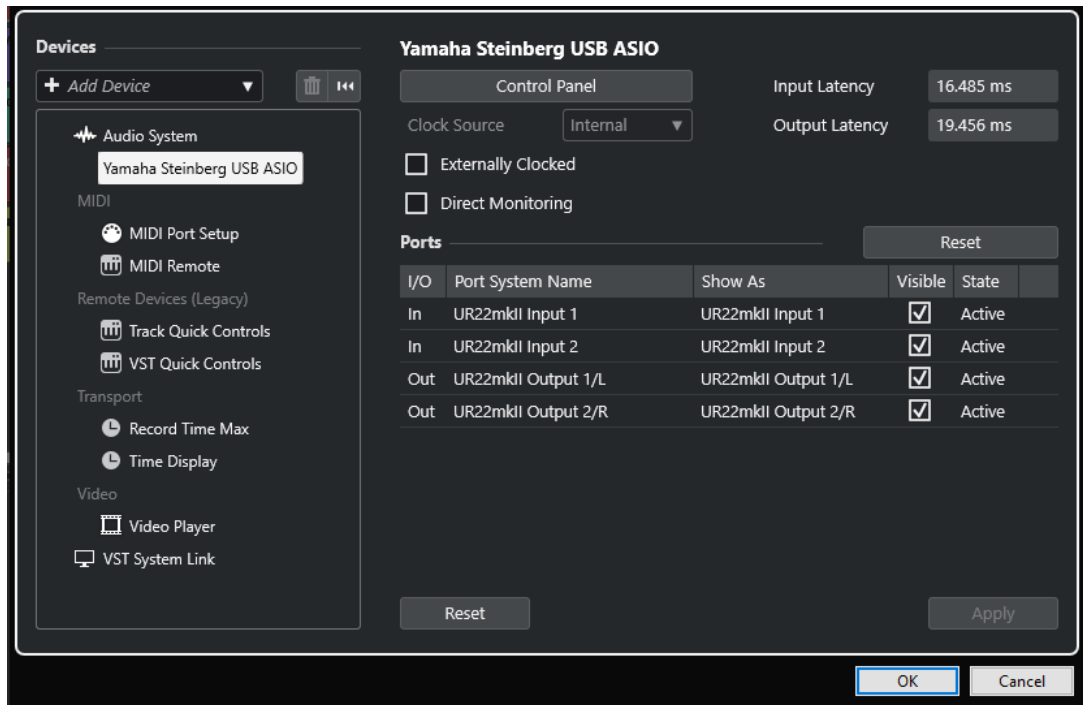 Devices
Add Device
Audio System
Yamaha Steinberg USB ASIO
MIDI
MIDI Port Setup
MIDI Remote
Remote Devices (Legacy)
Track Quick Controls
VST Quick Controls
Transport
Record Time Max
Time Display
Video
Video Player
VST System Link
Yamaha Steinberg USB ASIO
Control Panel
Input Latency 16.485 ms
Clock Source Internal
Output Latency 19.456 ms
Externally Clocked
Direct Monitoring
Ports Reset
I/O Port System Name Show As Visible State
In UR22mkII Input 1 UR22mkII Input 1 Active
In UR22mkII Input 2 UR22mkII Input 2 Active
Out UR22mkII Output 1/L UR22mkII Output 1/L Active
Out UR22mkII Output 2/R UR22mkII Output 2/R Active
Reset Apply
OK Cancel